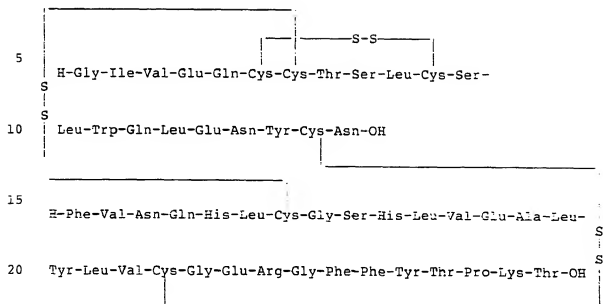 S-S
5
H-Gly-Ile-Val-Glu-Gln-Cys-Cys-Thr-Ser-Leu-Cys-Ser-
S
S
10 Leu-Trp-Gln-Leu-Glu-Asn-Tyr-Cys-Asn-OH
15
H-Phe-Val-Asn-Gln-His-Leu-Cys-Gly-Ser-His-Leu-Val-Glu-Ala-Leu-
S
S
20 Tyr-Leu-Val-Cys-Gly-Glu-Arg-Gly-Phe-Phe-Tyr-Thr-Pro-Lys-Thr-OH